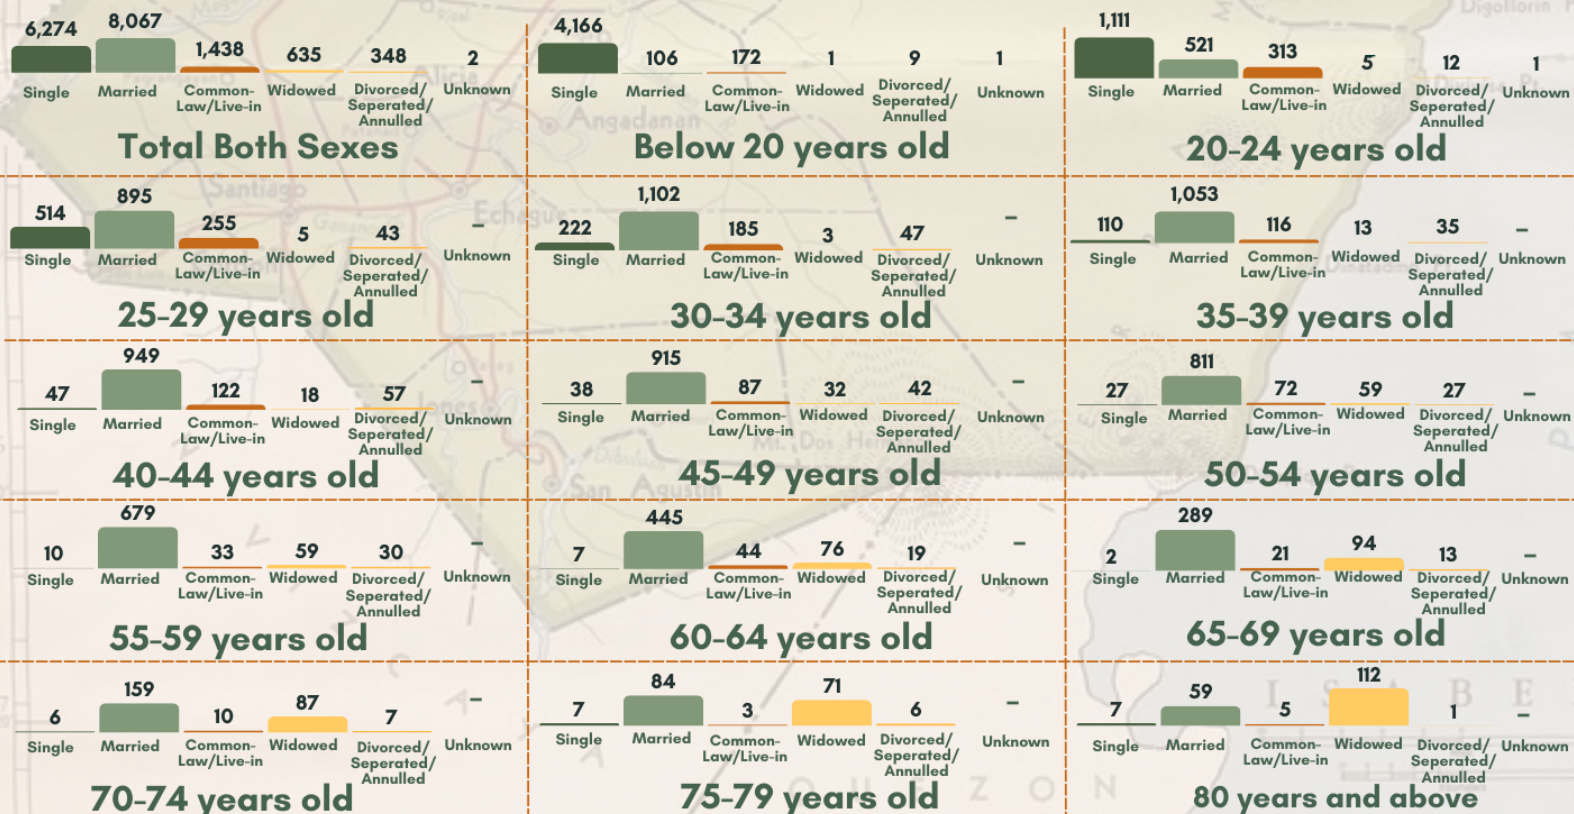 6,274 8,067 1,438 635 348 2
Single Married Common-Law/Live-in Widowed Divorced/Seperated/Annulled Unknown
Total Both Sexes
4,166 106 172 1 9 1
Single Married Common-Law/Live-in Widowed Divorced/Seperated/Annulled Unknown
Below 20 years old
1,111 521 313 5 12 1
Single Married Common-Law/Live-in Widowed Divorced/Seperated/Annulled Unknown
20-24 years old
514 895 255 5 43 –
Single Married Common-Law/Live-in Widowed Divorced/Seperated/Annulled Unknown
25-29 years old
222 1,102 185 3 47 –
Single Married Common-Law/Live-in Widowed Divorced/Seperated/Annulled Unknown
30-34 years old
110 1,053 116 13 35 –
Single Married Common-Law/Live-in Widowed Divorced/Seperated/Annulled Unknown
35-39 years old
47 949 122 18 57 –
Single Married Common-Law/Live-in Widowed Divorced/Seperated/Annulled Unknown
40-44 years old
38 915 87 32 42 –
Single Married Common-Law/Live-in Widowed Divorced/Seperated/Annulled Unknown
45-49 years old
27 811 72 59 27 –
Single Married Common-Law/Live-in Widowed Divorced/Seperated/Annulled Unknown
50-54 years old
10 679 33 59 30 –
Single Married Common-Law/Live-in Widowed Divorced/Seperated/Annulled Unknown
55-59 years old
7 445 44 76 19 –
Single Married Common-Law/Live-in Widowed Divorced/Seperated/Annulled Unknown
60-64 years old
2 289 21 94 13 –
Single Married Common-Law/Live-in Widowed Divorced/Seperated/Annulled Unknown
65-69 years old
6 159 10 87 7 –
Single Married Common-Law/Live-in Widowed Divorced/Seperated/Annulled Unknown
70-74 years old
7 84 3 71 6 –
Single Married Common-Law/Live-in Widowed Divorced/Seperated/Annulled Unknown
75-79 years old
7 59 5 112 1 –
Single Married Common-Law/Live-in Widowed Divorced/Seperated/Annulled Unknown
80 years and above
Alicia
Angadanan
Santiago
Echague
Jones
San Agustin